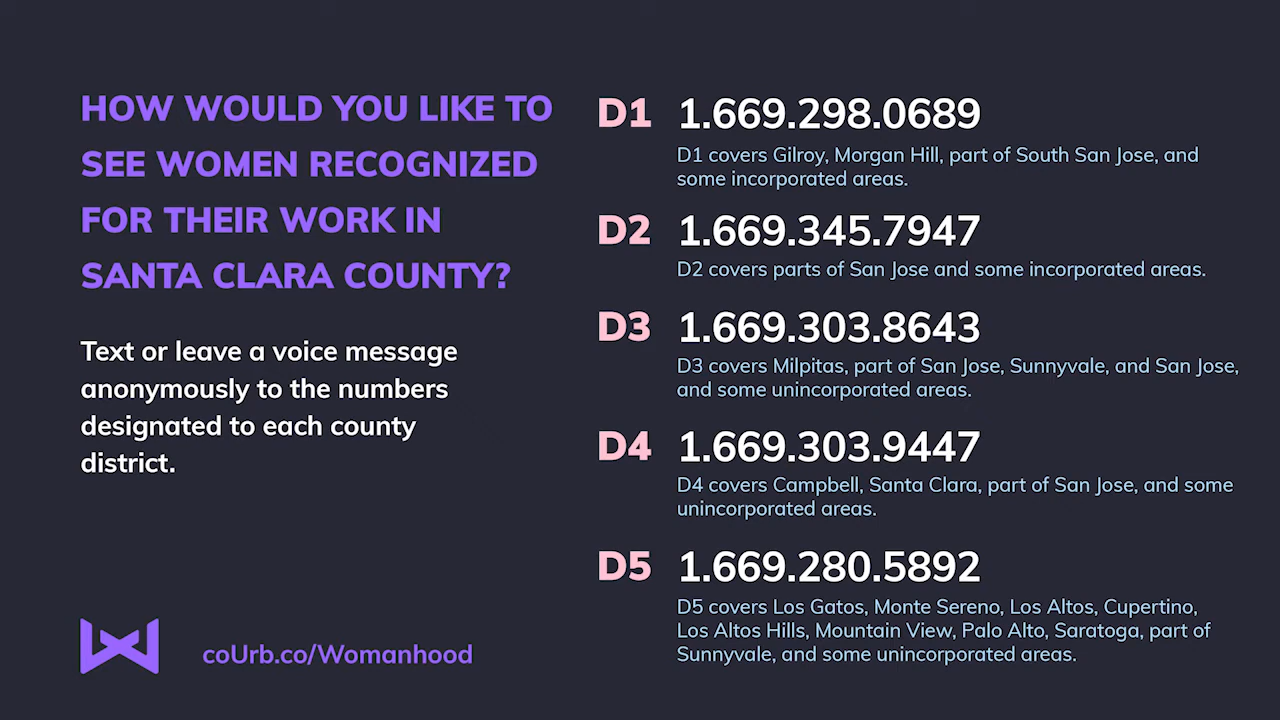 HOW WOULD YOU LIKE TO
SEE WOMEN RECOGNIZED
FOR THEIR WORK IN
SANTA CLARA COUNTY?
Text or leave a voice message
anonymously to the numbers
designated to each county
district.
coUrb.co/Womanhood
D1 1.669.298.0689
D1 covers Gilroy, Morgan Hill, part of South San Jose, and
some incorporated areas.
D2 1.669.345.7947
D2 covers parts of San Jose and some incorporated areas.
D3 1.669.303.8643
D3 covers Milpitas, part of San Jose, Sunnyvale, and San Jose,
and some unincorporated areas.
D4 1.669.303.9447
D4 covers Campbell, Santa Clara, part of San Jose, and some
unincorporated areas.
D5 1.669.280.5892
D5 covers Los Gatos, Monte Sereno, Los Altos, Cupertino,
Los Altos Hills, Mountain View, Palo Alto, Saratoga, part of
Sunnyvale, and some unincorporated areas.